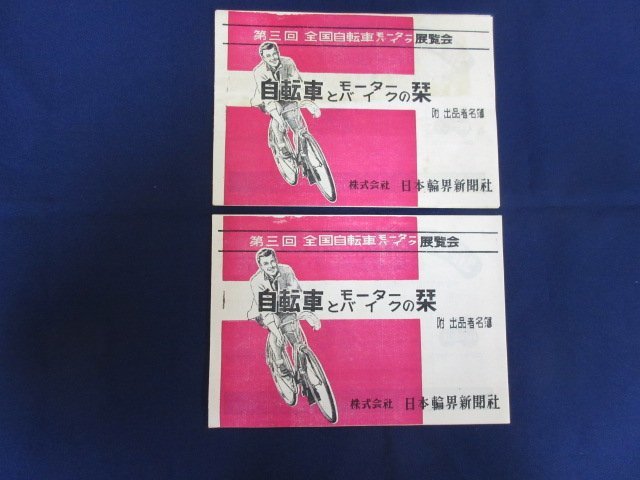 第三回 全国自転車モーターバイク展覧会
自転車とモーターバイクの栞
附 出品者名簿
株式会社 日本輪界新聞社
第三回 全国自転車モーターバイク展覧会
自転車とモーターバイクの栞
附 出品者名簿
株式会社 日本輪界新聞社